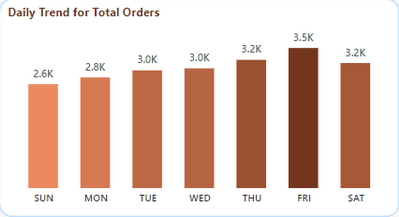 Daily Trend for Total Orders
2.6K 2.8K 3.0K 3.0K 3.2K 3.5K 3.2K
SUN MON TUE WED THU FRI SAT